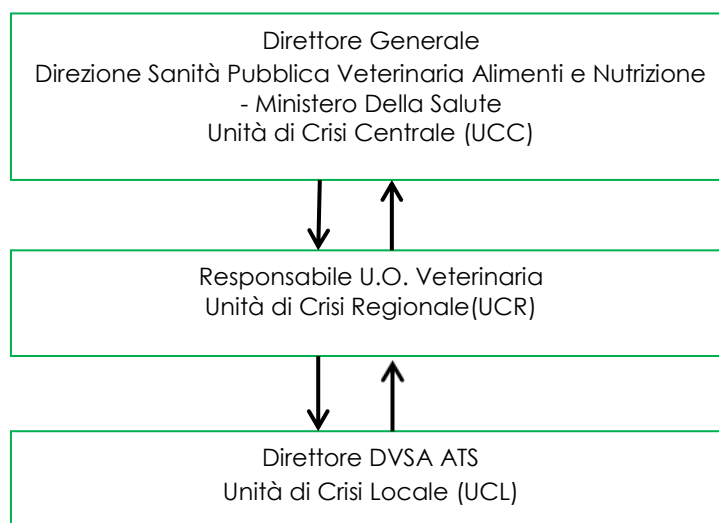 Direttore Generale
Direzione Sanità Pubblica Veterinaria Alimenti e Nutrizione
- Ministero Della Salute
Unità di Crisi Centrale (UCC)
Responsabile U.O. Veterinaria
Unità di Crisi Regionale(UCR)
Direttore DVSA ATS
Unità di Crisi Locale (UCL)